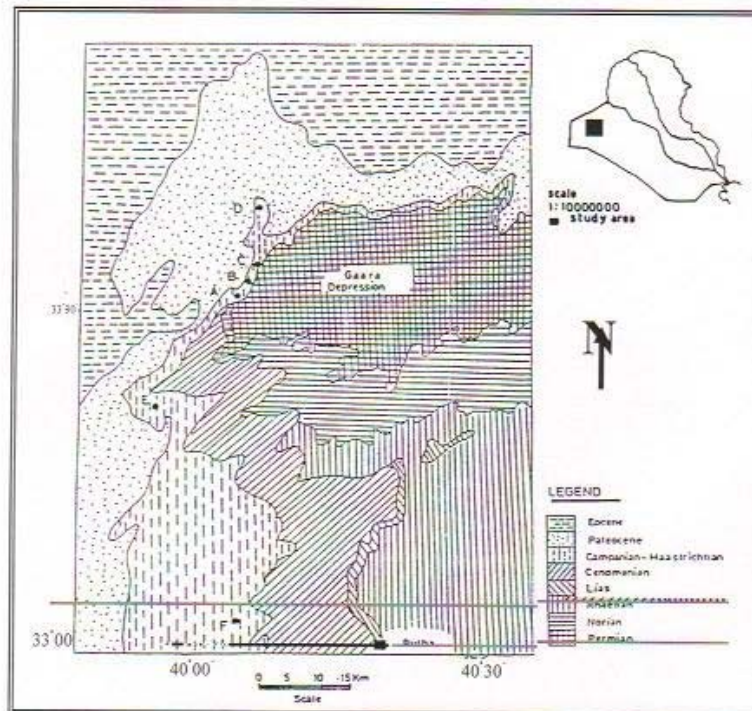 scale
1:10000000
study area
D
C
B
A
Gaara
Depression
33°30
N
E
LEGEND
Eocene
Paleocene
Campanian-Maastrichtian
Cenomanian
Lias
Rhaetian
Norian
Permian
F
33°00
40°00
40°30
0 5 10 15 Km
Scale